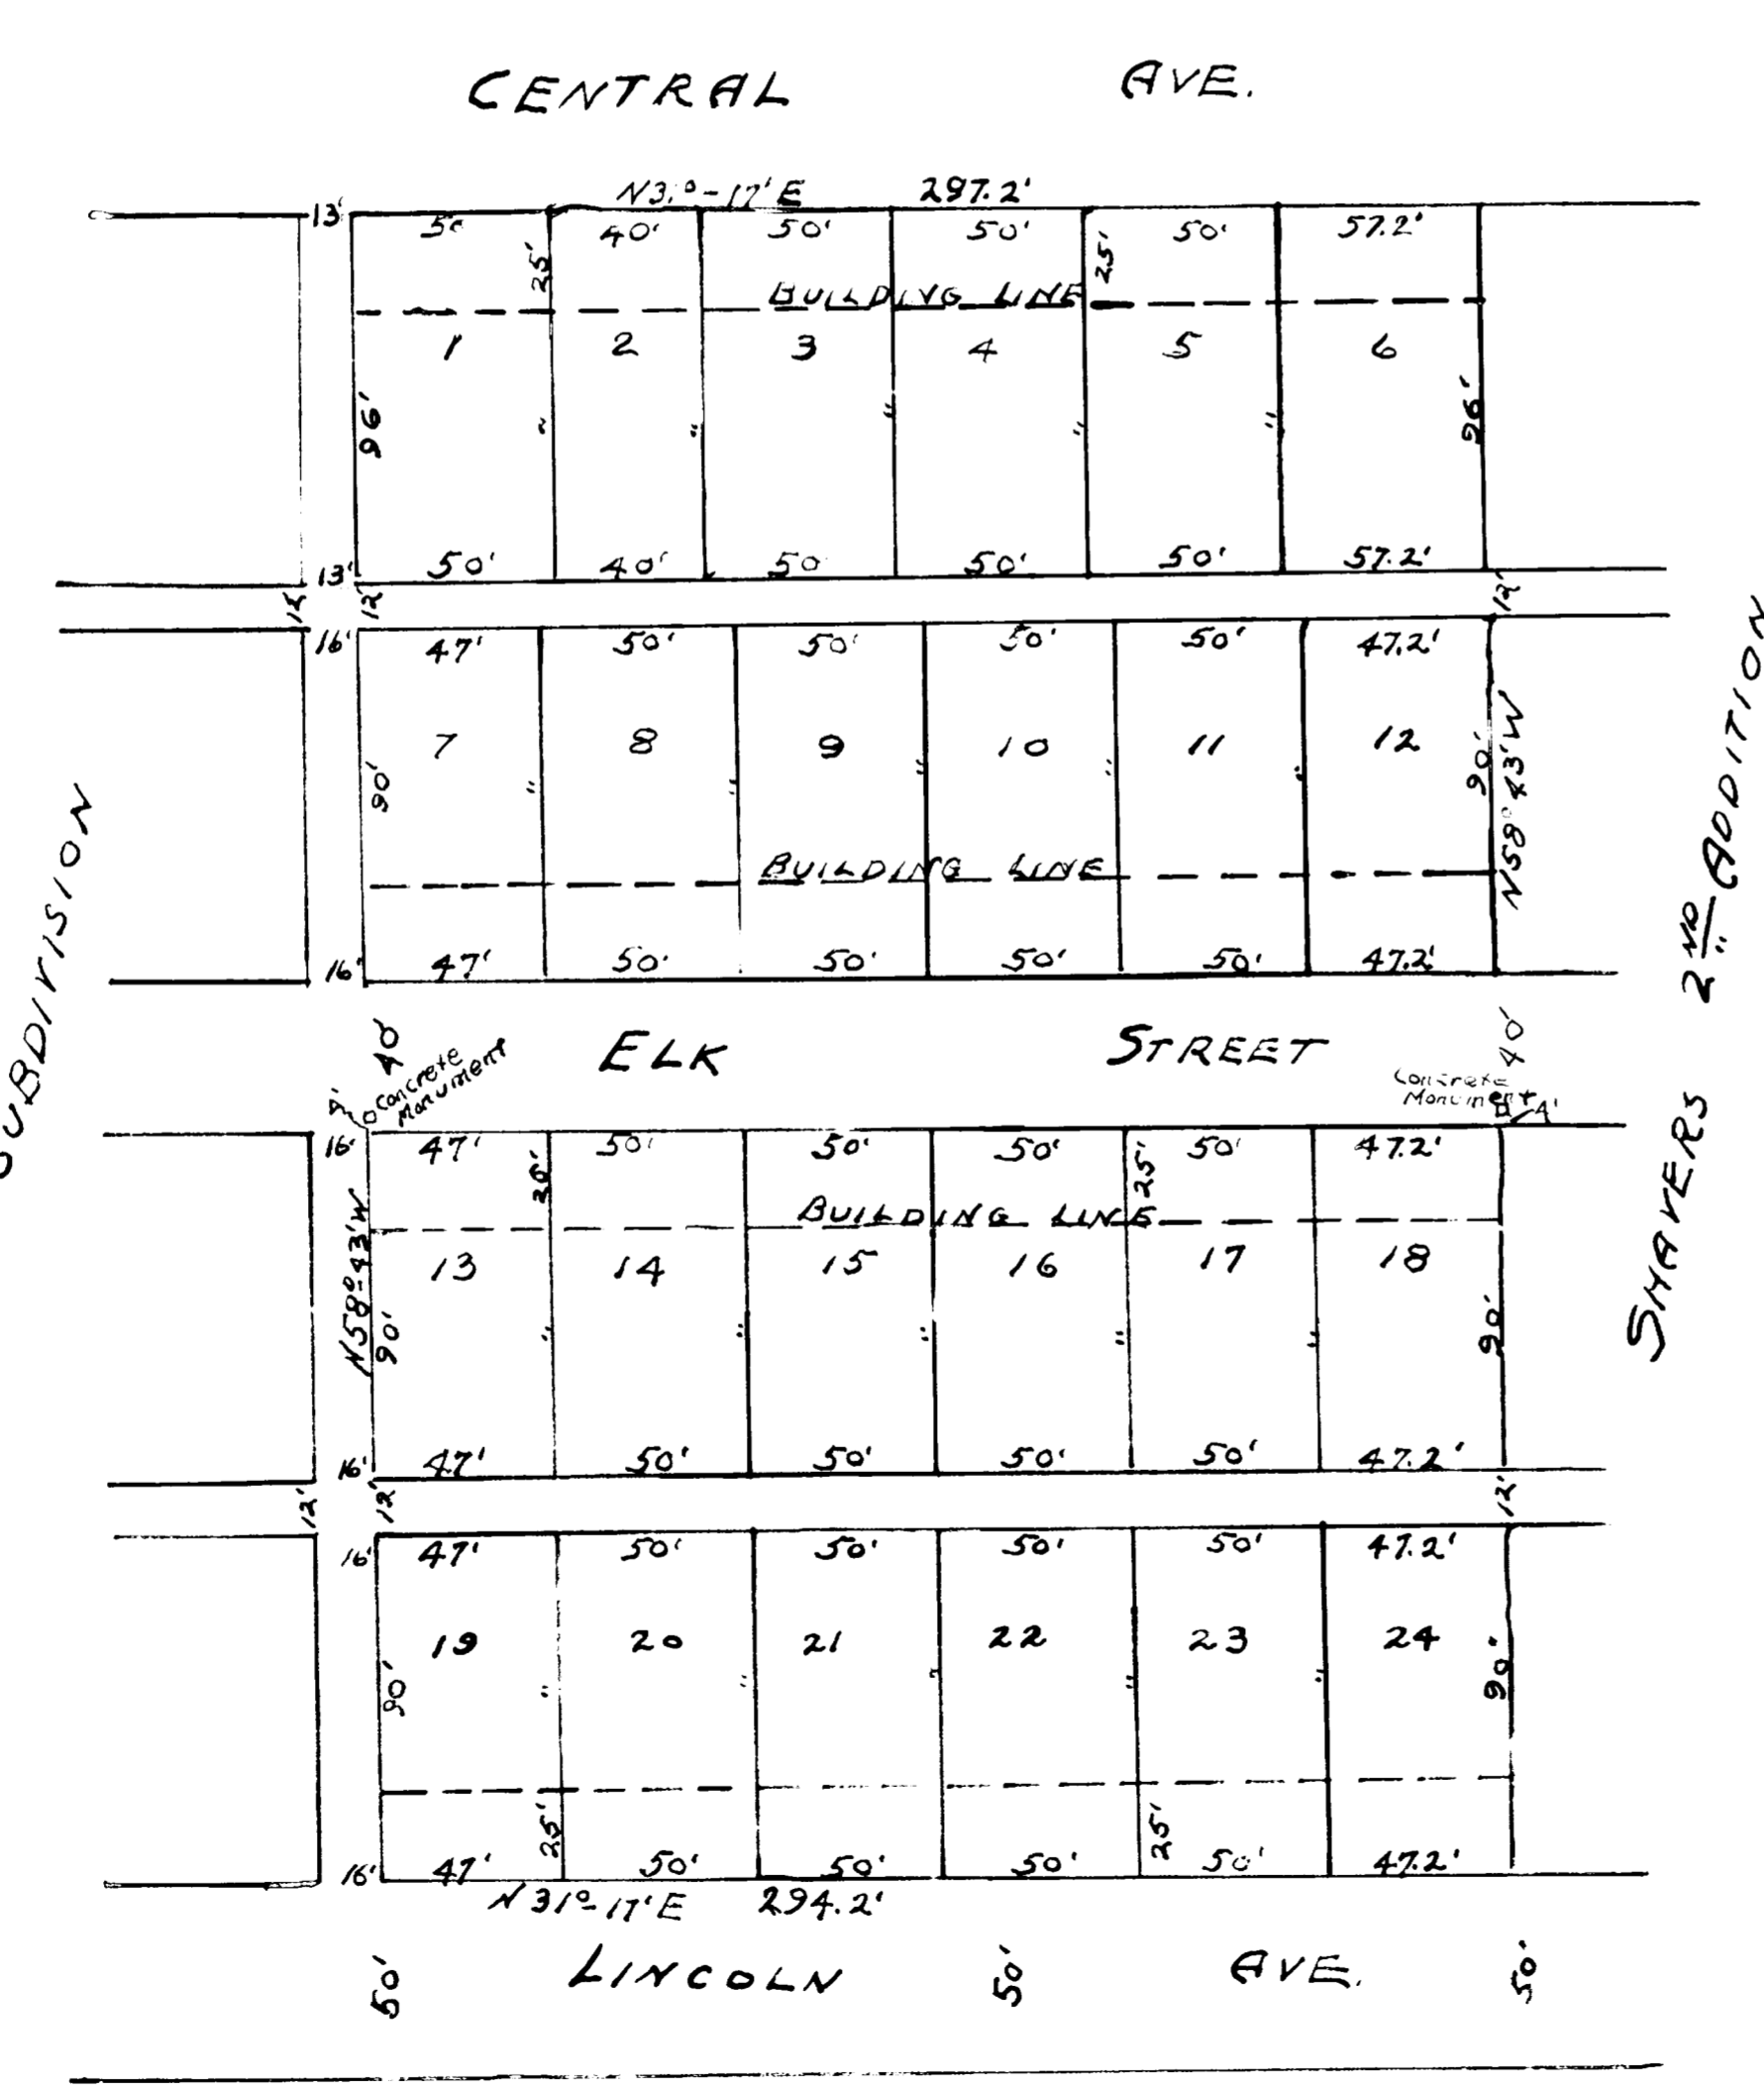 CENTRAL AVE.
N31°-17'E 297.2'
13' 50 40' 50' 50' 50' 57.2'
25' 25'
BUILDING LINE
1 2 3 4 5 6
96' " " " " " 96'
13' 50' 40' 50 50' 50' 57.2'
12' 12' 12'
16' 47' 50' 50' 50' 50' 47.2'
7 8 9 10 11 12
90' " " " " " 90' N58°43'W
BUILDING LINE
16' 47' 50' 50' 50' 50' 47.2'
SUBDIVISION
SHAVERS 2ND ADDITION
40' ELK STREET 40'
Concrete Monument
Concrete Monument 4'
16' 47' 50' 50' 50' 50' 47.2'
25'
BUILDING LINE
13 14 15 16 17 18
N58°-43'W 90' " " " " " 90'
16' 47' 50' 50' 50' 50' 47.2'
12' 12' 12'
16' 47' 50' 50' 50' 50' 47.2'
19 20 21 22 23 24
90' " " " " " 90'
25' 25'
16' 47' 50' 50' 50' 50' 47.2'
N 31°-17'E 294.2'
50' LINCOLN 50' AVE. 50'